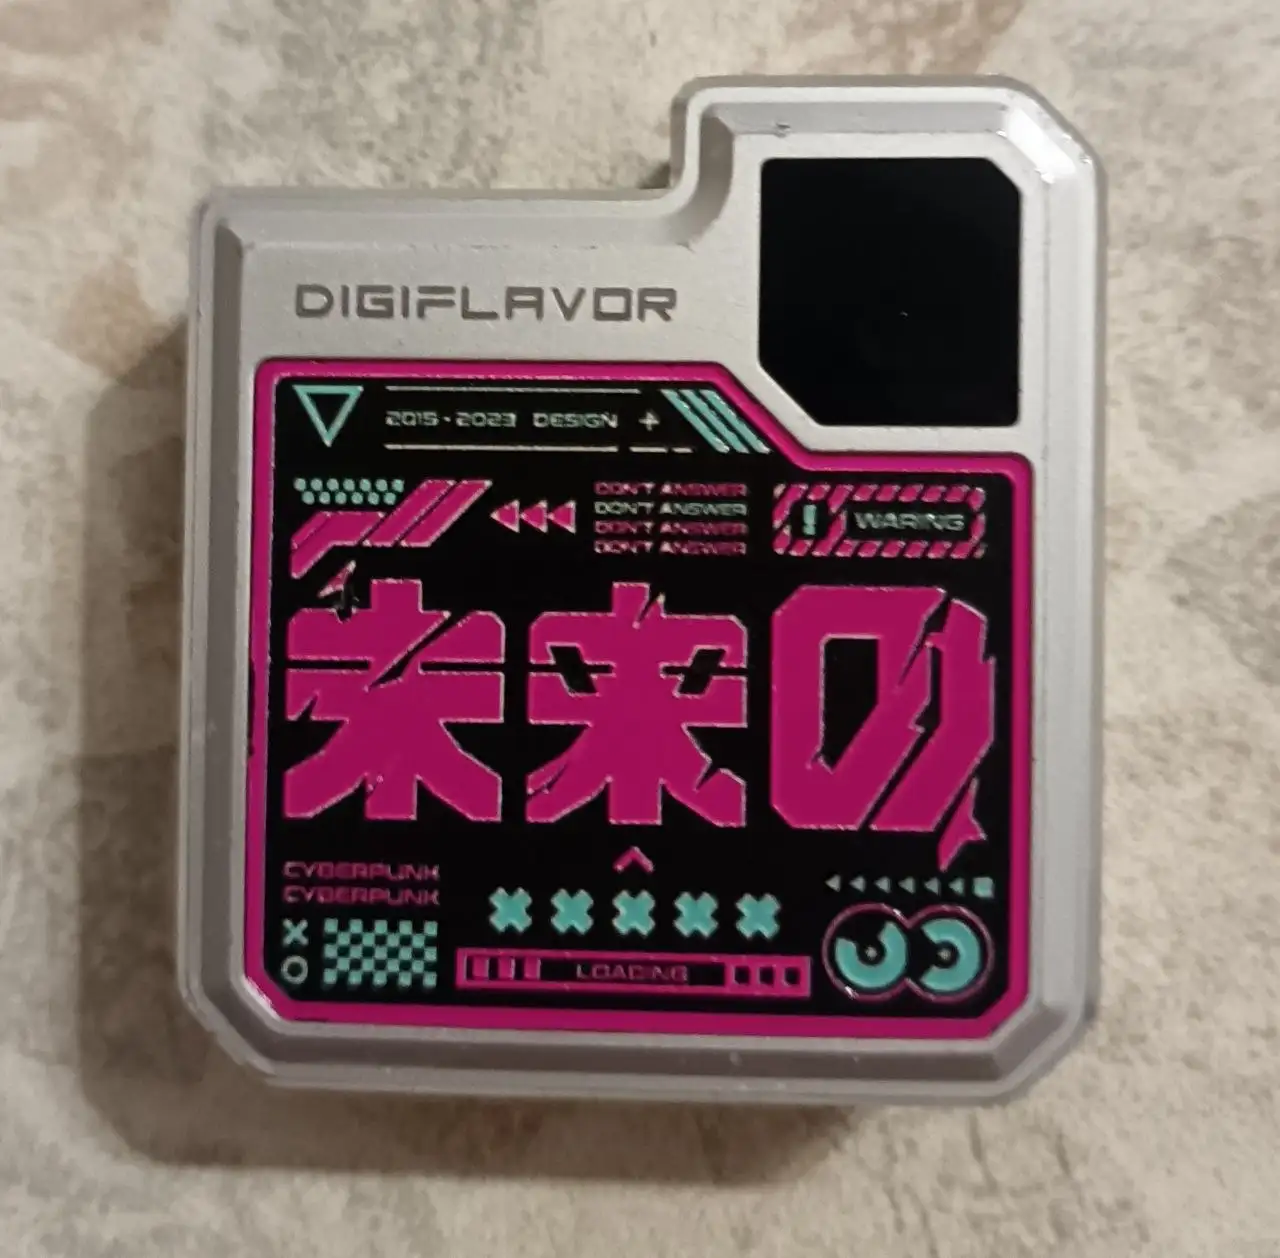 DIGIFLAVOR
2015 - 2023 DESIGN +
DON'T ANSWER
DON'T ANSWER
DON'T ANSWER
DON'T ANSWER
! WARING
未来の
CYBERPUNK
CYBERPUNK
LOADING